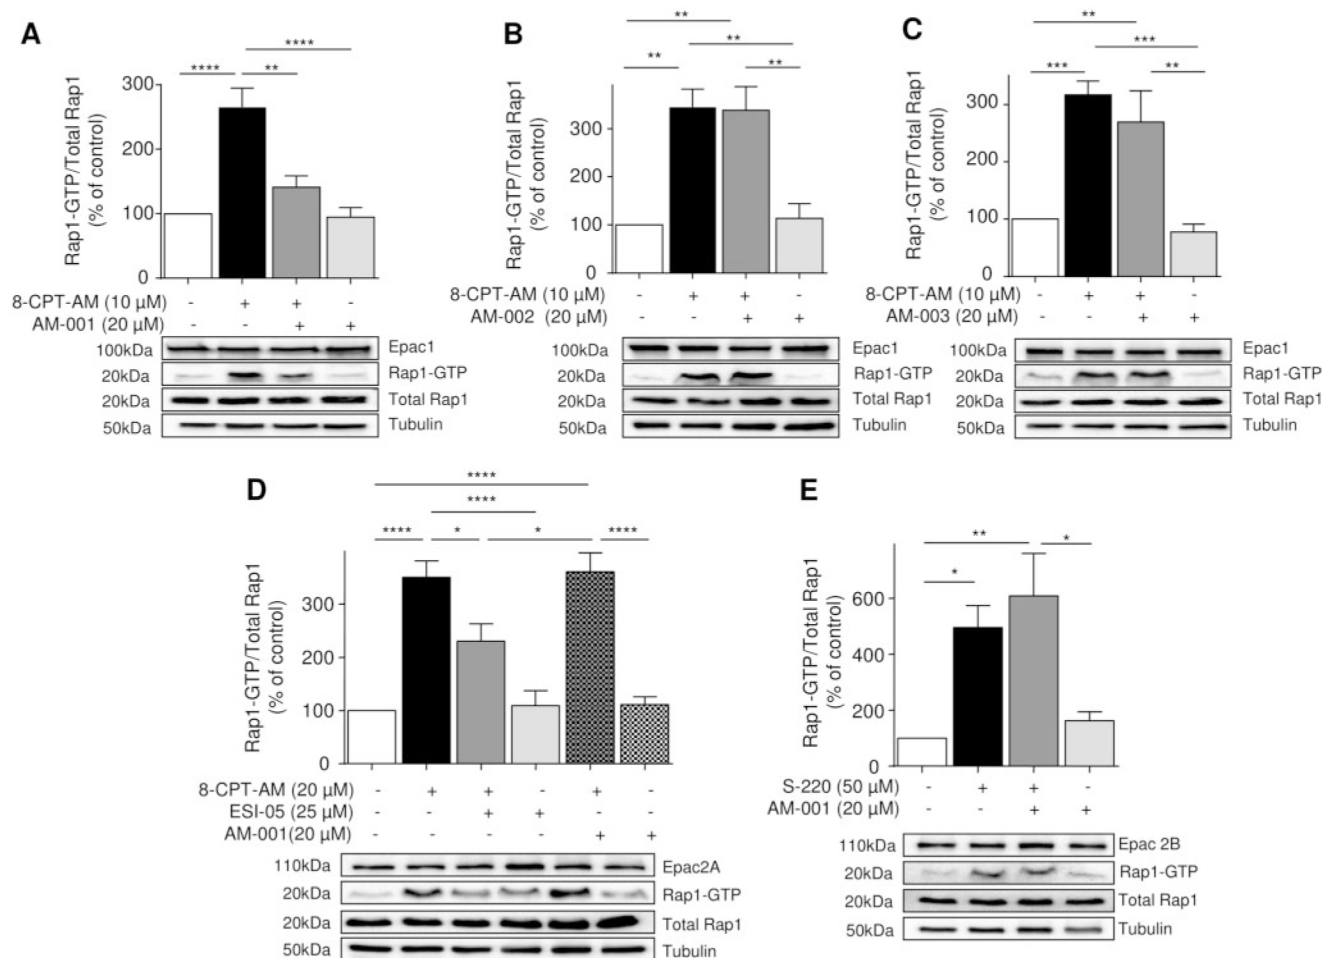 A
**** 
**** **
Rap1-GTP/Total Rap1
(% of control)
300
200
100
0
8-CPT-AM (10 µM) - + + -
AM-001 (20 µM) - - + +
100kDa Epac1
20kDa Rap1-GTP
20kDa Total Rap1
50kDa Tubulin
B
**
**
** **
Rap1-GTP/Total Rap1
(% of control)
300
200
100
0
8-CPT-AM (10 µM) - + + -
AM-002 (20 µM) - - + +
100kDa Epac1
20kDa Rap1-GTP
20kDa Total Rap1
50kDa Tubulin
C
**
***
*** **
Rap1-GTP/Total Rap1
(% of control)
300
200
100
0
8-CPT-AM (10 µM) - + + -
AM-003 (20 µM) - - + +
100kDa Epac1
20kDa Rap1-GTP
20kDa Total Rap1
50kDa Tubulin
D
****
****
**** * * ****
Rap1-GTP/Total Rap1
(% of control)
300
200
100
0
8-CPT-AM (20 µM) - + + - + -
ESI-05 (25 µM) - - + + - -
AM-001(20 µM) - - - - + +
110kDa Epac2A
20kDa Rap1-GTP
20kDa Total Rap1
50kDa Tubulin
E
** *
*
Rap1-GTP/Total Rap1
(% of control)
600
400
200
0
S-220 (50 µM) - + + -
AM-001 (20 µM) - - + +
110kDa Epac 2B
20kDa Rap1-GTP
20kDa Total Rap1
50kDa Tubulin